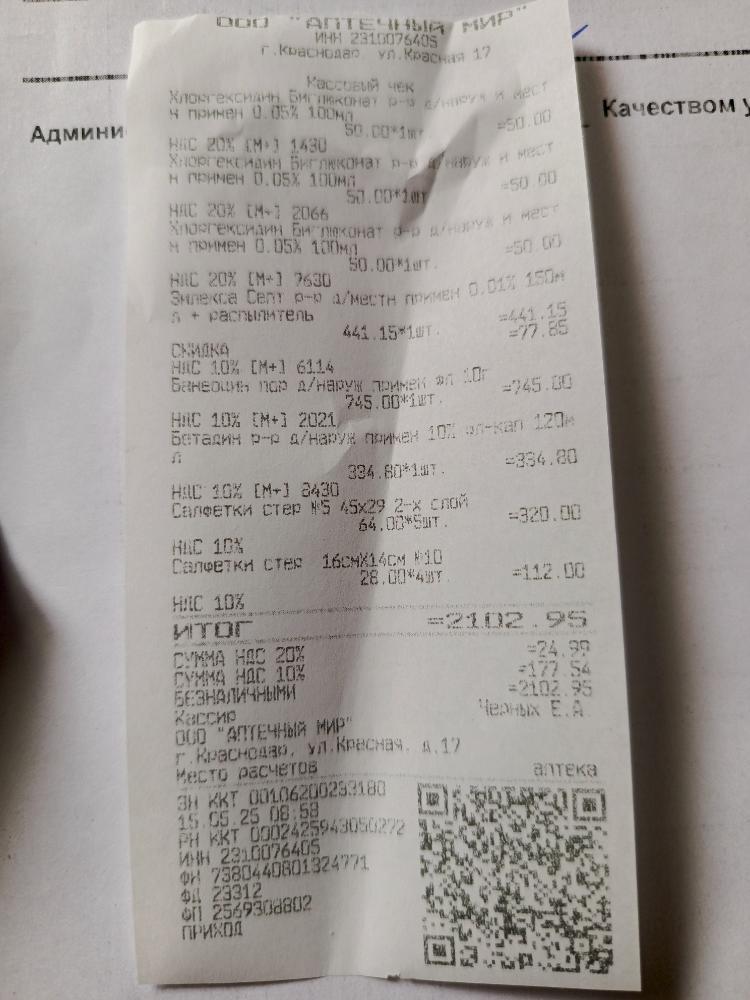 ООО "АПТЕЧНЫЙ МИР"
ИНН 2310076405
г.Краснодар, ул.Красная 17
Кассовый чек
Хлоргексидин Биглюконат р-р д/наруж и мест
н примен 0.05% 100мл
50.00*1шт. =50.00
НДС 20% [М+] 1430
Хлоргексидин Биглюконат р-р д/наруж и мест
н примен 0.05% 100мл
50.00*1шт =50.00
НДС 20% [М+] 2066
Хлоргексидин Биглюконат р-р д/наруж и мест
н примен 0.05% 100мл
50.00*1шт. =50.00
НДС 20% [М+] 7630
Эмлекса Септ р-р д/местн примен 0.01% 150м
л + распылитель
441.15*1шт. =441.15
СКИДКА =77.85
НДС 10% [М+] 6114
Банеоцин пор д/наруж примен фл 10г
745.00*1шт. =745.00
НДС 10% [М+] 2021
Бетадин р-р д/наруж примен 10% фл-кап 120м
л
334.80*1шт. =334.80
НДС 10% [М+] 8430
Салфетки стер №5 45х29 2-х слой
64.00*5шт. =320.00
НДС 10%
Салфетки стер 16смХ14см №10
28.00*4шт. =112.00
НДС 10%
ИТОГ =2102.95
СУММА НДС 20% =24.99
СУММА НДС 10% =177.54
БЕЗНАЛИЧНЫМИ =2102.95
Кассир Черных Е.А.
ООО "АПТЕЧНЫЙ МИР"
г.Краснодар, ул.Красная, д.17
Место расчетов аптека
ЗН ККТ 00106200293180
15.05.25 08:58
РН ККТ 0002425943050272
ИНН 2310076405
ФН 7380440801324771
ФД 23312
ФП 2569308802
ПРИХОД
Админи
Качеством у